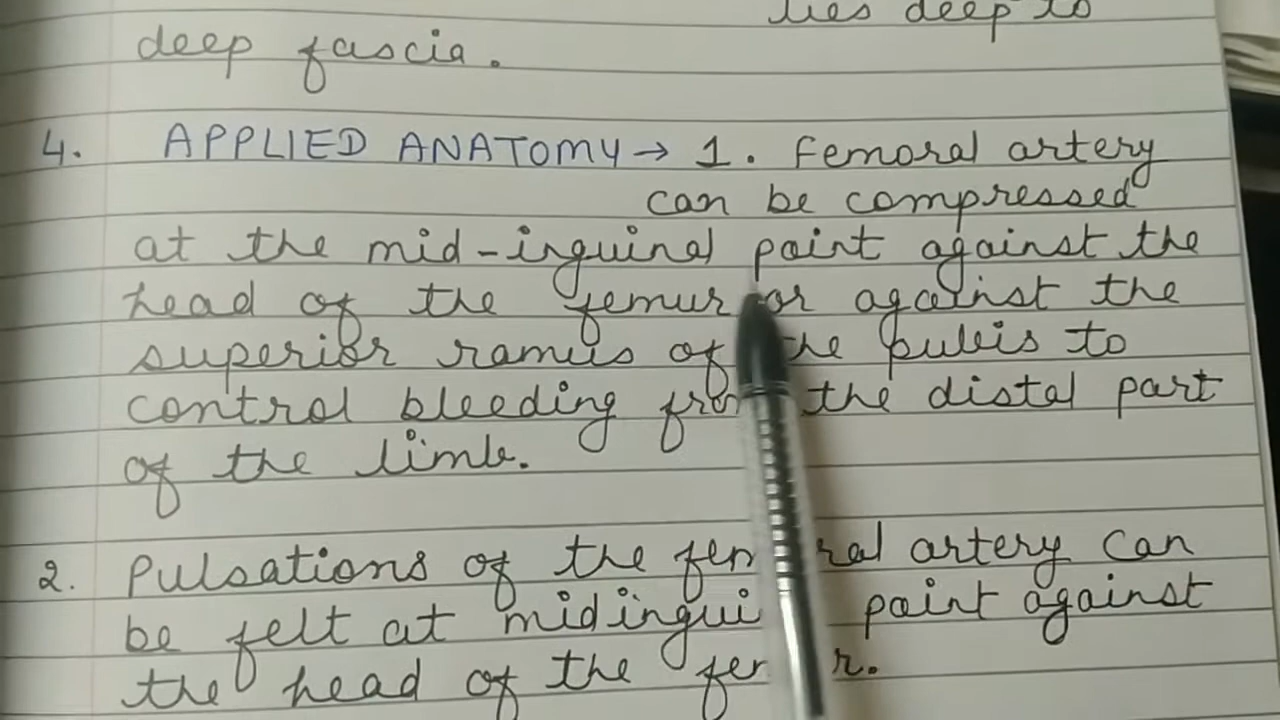 lies deep to
deep fascia.
4. APPLIED ANATOMY → 1. Femoral artery
can be compressed
at the mid-inguinal point against the
head of the femur or against the
superior ramus of the pubis to
control bleeding from the distal part
of the limb.
2. Pulsations of the femoral artery can
be felt at midinguinal point against
the head of the femur.